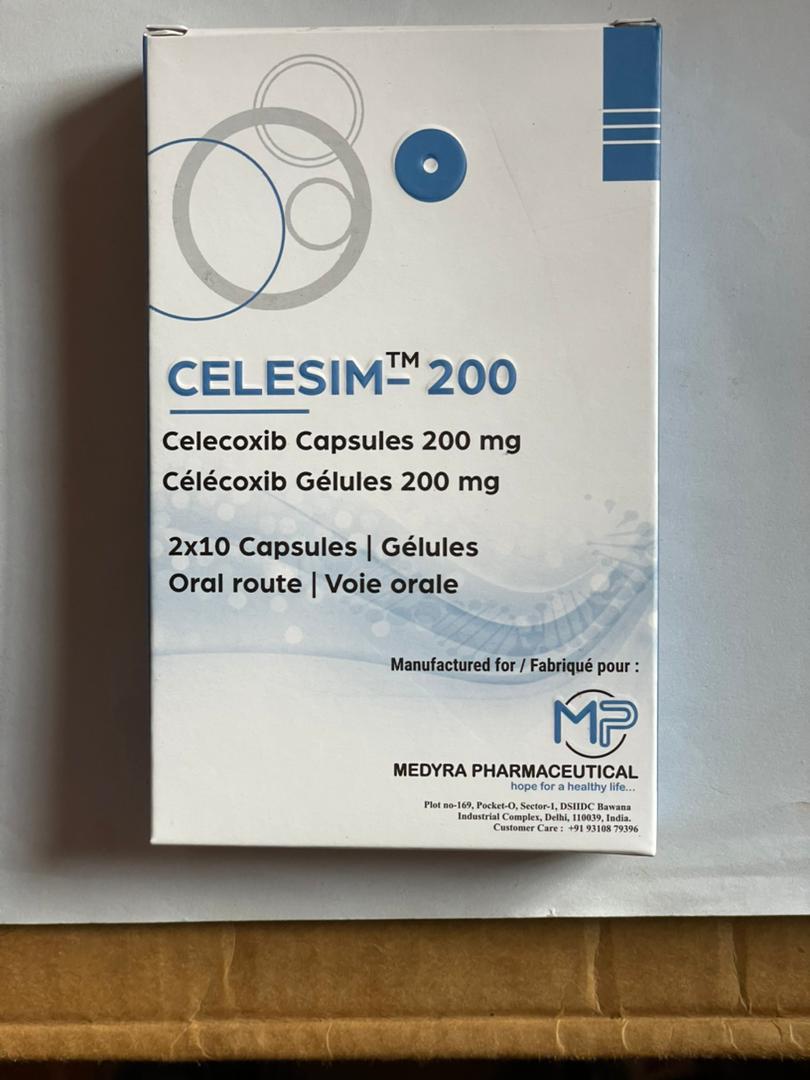 CELESIM™- 200
Celecoxib Capsules 200 mg
Célécoxib Gélules 200 mg
2x10 Capsules | Gélules
Oral route | Voie orale
Manufactured for / Fabriqué pour :
MP
MEDYRA PHARMACEUTICAL
hope for a healthy life...
Plot no-169, Pocket-O, Sector-1, DSIIDC Bawana
Industrial Complex, Delhi, 110039, India.
Customer Care : +91 93108 79396